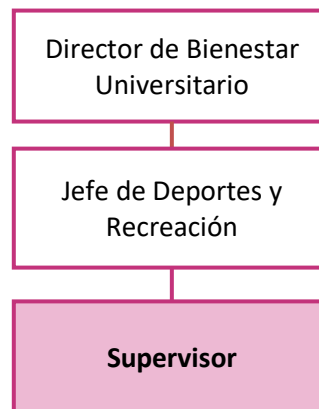 Director de Bienestar
Universitario
Jefe de Deportes y
Recreación
Supervisor